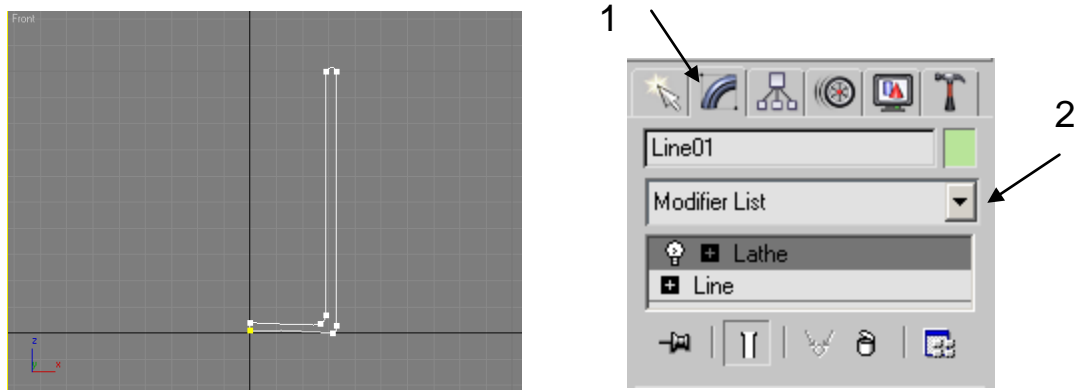 Front
z
y x
1
2
Line01
Modifier List
Lathe
Line